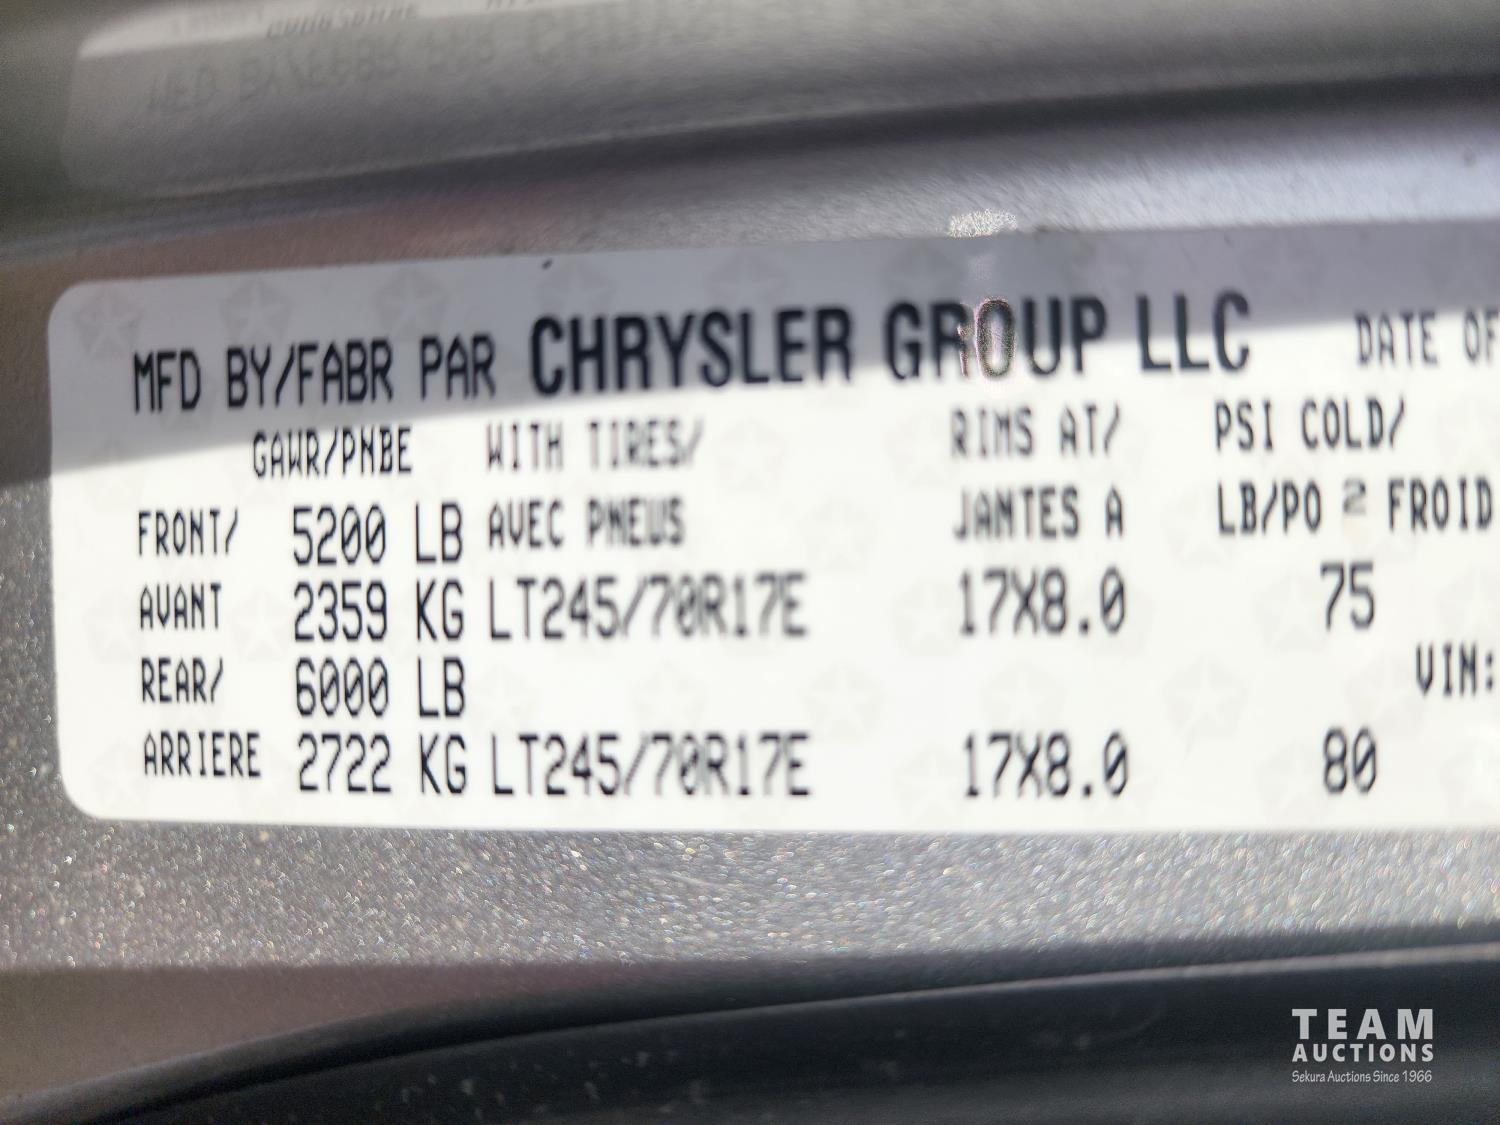 MFD BY/FABR PAR CHRYSLER GROUP LLC DATE OF
GAWR/PNBE WITH TIRES/ RIMS AT/ PSI COLD/
FRONT/ 5200 LB AVEC PNEUS JANTES A LB/PO 2 FROID
AVANT 2359 KG LT245/70R17E 17X8.0 75
REAR/ 6000 LB VIN:
ARRIERE 2722 KG LT245/70R17E 17X8.0 80
TEAM
AUCTIONS
Sekura Auctions Since 1966